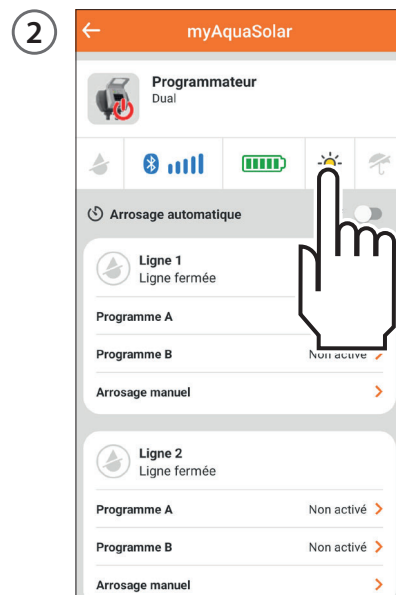 2
myAquaSolar
Programmateur
Dual
Arrosage automatique
Ligne 1
Ligne fermée
Programme A
Programme B Non activé
Arrosage manuel
Ligne 2
Ligne fermée
Programme A Non activé
Programme B Non activé
Arrosage manuel